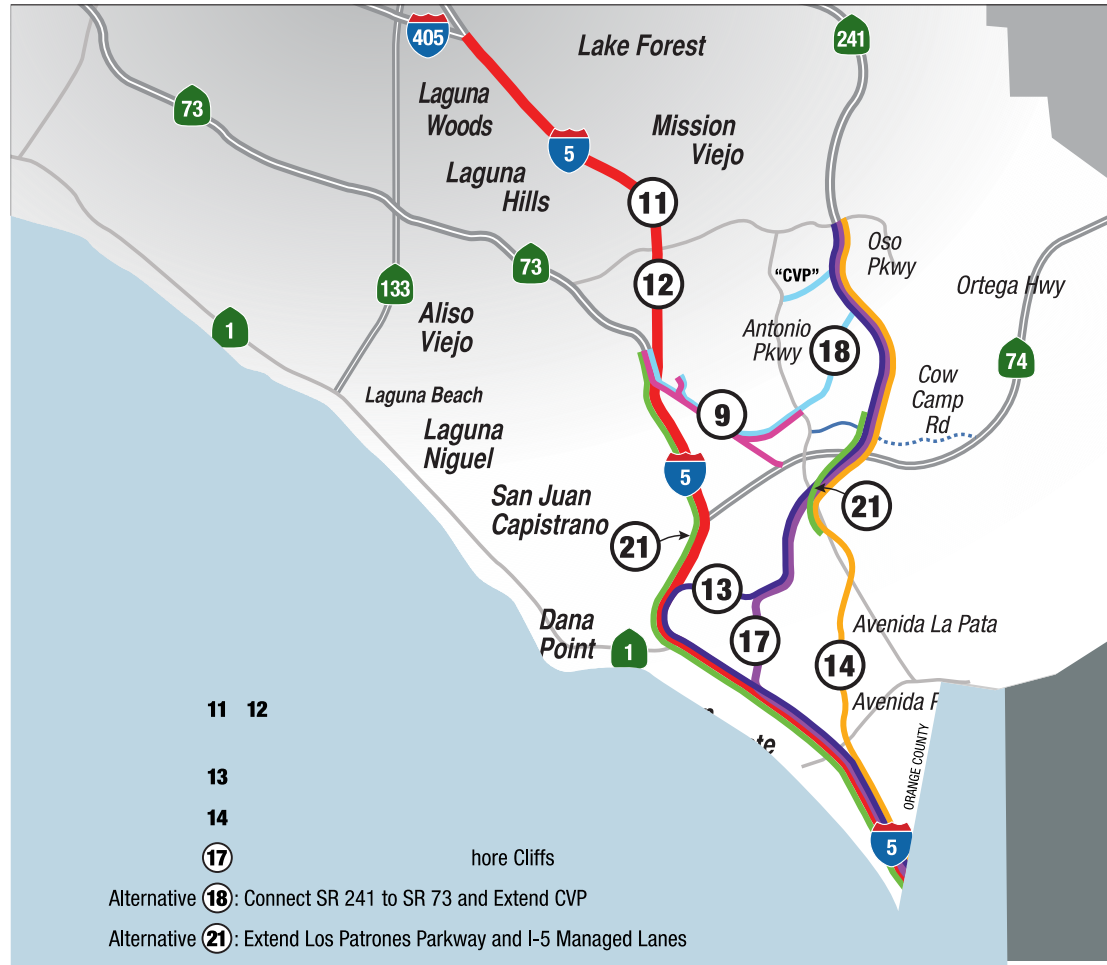 405
Lake Forest
241
73
Laguna
Woods
Mission
Viejo
5
Laguna
Hills
11
Oso
Pkwy
73
12
"CVP"
133
Ortega Hwy
1
Aliso
Viejo
Antonio
Pkwy
18
74
Laguna Beach
Cow
Camp
Rd
9
Laguna
Niguel
5
San Juan
Capistrano
21
21
13
Dana
Point
1
17
Avenida La Pata
14
Avenida
ORANGE COUNTY
5
11 12
13
14
17 hore Cliffs
Alternative 18: Connect SR 241 to SR 73 and Extend CVP
Alternative 21: Extend Los Patrones Parkway and I-5 Managed Lanes